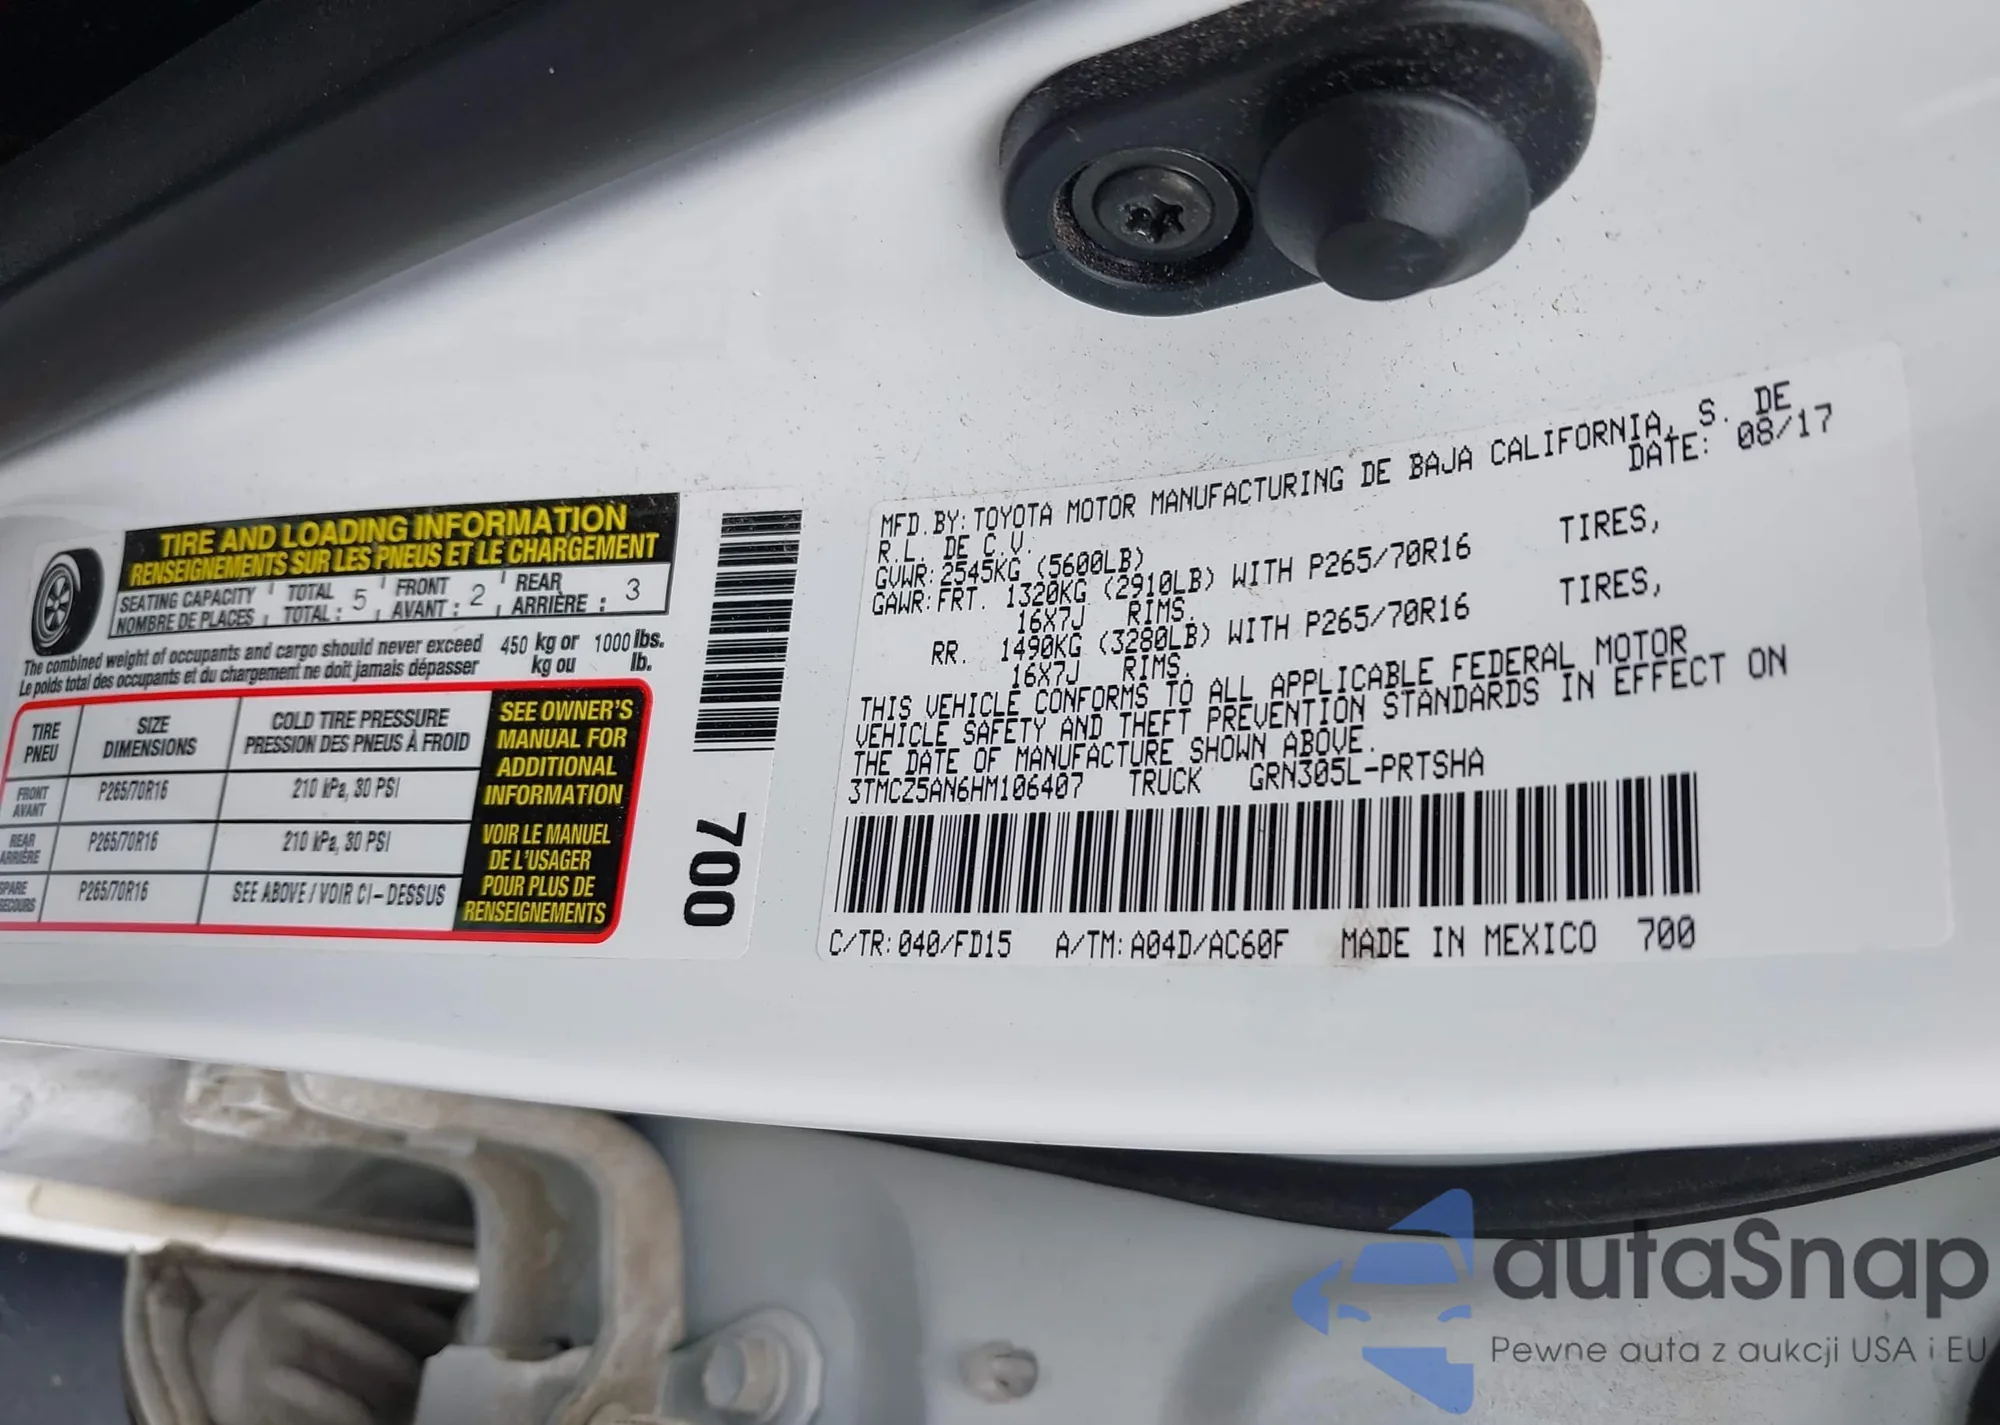 TIRE AND LOADING INFORMATION
RENSEIGNEMENTS SUR LES PNEUS ET LE CHARGEMENT
SEATING CAPACITY TOTAL 5 FRONT 2 REAR 3
NOMBRE DE PLACES TOTAL: AVANT: ARRIÈRE:
The combined weight of occupants and cargo should never exceed 450 kg or 1000 lbs.
Le poids total des occupants et du chargement ne doit jamais dépasser kg ou lb.
TIRE SIZE COLD TIRE PRESSURE
PNEU DIMENSIONS PRESSION DES PNEUS À FROID
FRONT AVANT P265/70R16 210 kPa, 30 PSI
REAR ARRIÈRE P265/70R16 210 kPa, 30 PSI
SPARE SECOURS P265/70R16 SEE ABOVE / VOIR CI-DESSUS
SEE OWNER'S
MANUAL FOR
ADDITIONAL
INFORMATION
VOIR LE MANUEL
DE L'USAGER
POUR PLUS DE
RENSEIGNEMENTS
700
MFD.BY: TOYOTA MOTOR MANUFACTURING DE BAJA CALIFORNIA, S. DE
R.L. DE C.V. DATE: 08/17
GVWR: 2545KG (5600LB)
GAWR: FRT. 1320KG (2910LB) WITH P265/70R16 TIRES,
16X7J RIMS.
RR. 1490KG (3280LB) WITH P265/70R16 TIRES,
16X7J RIMS.
THIS VEHICLE CONFORMS TO ALL APPLICABLE FEDERAL MOTOR
VEHICLE SAFETY AND THEFT PREVENTION STANDARDS IN EFFECT ON
THE DATE OF MANUFACTURE SHOWN ABOVE.
3TMCZ5AN6HM106407 TRUCK GRN305L-PRTSHA
C/TR: 040/FD15 A/TM: A04D/AC60F MADE IN MEXICO 700
autaSnap
Pewne auta z aukcji USA i EU